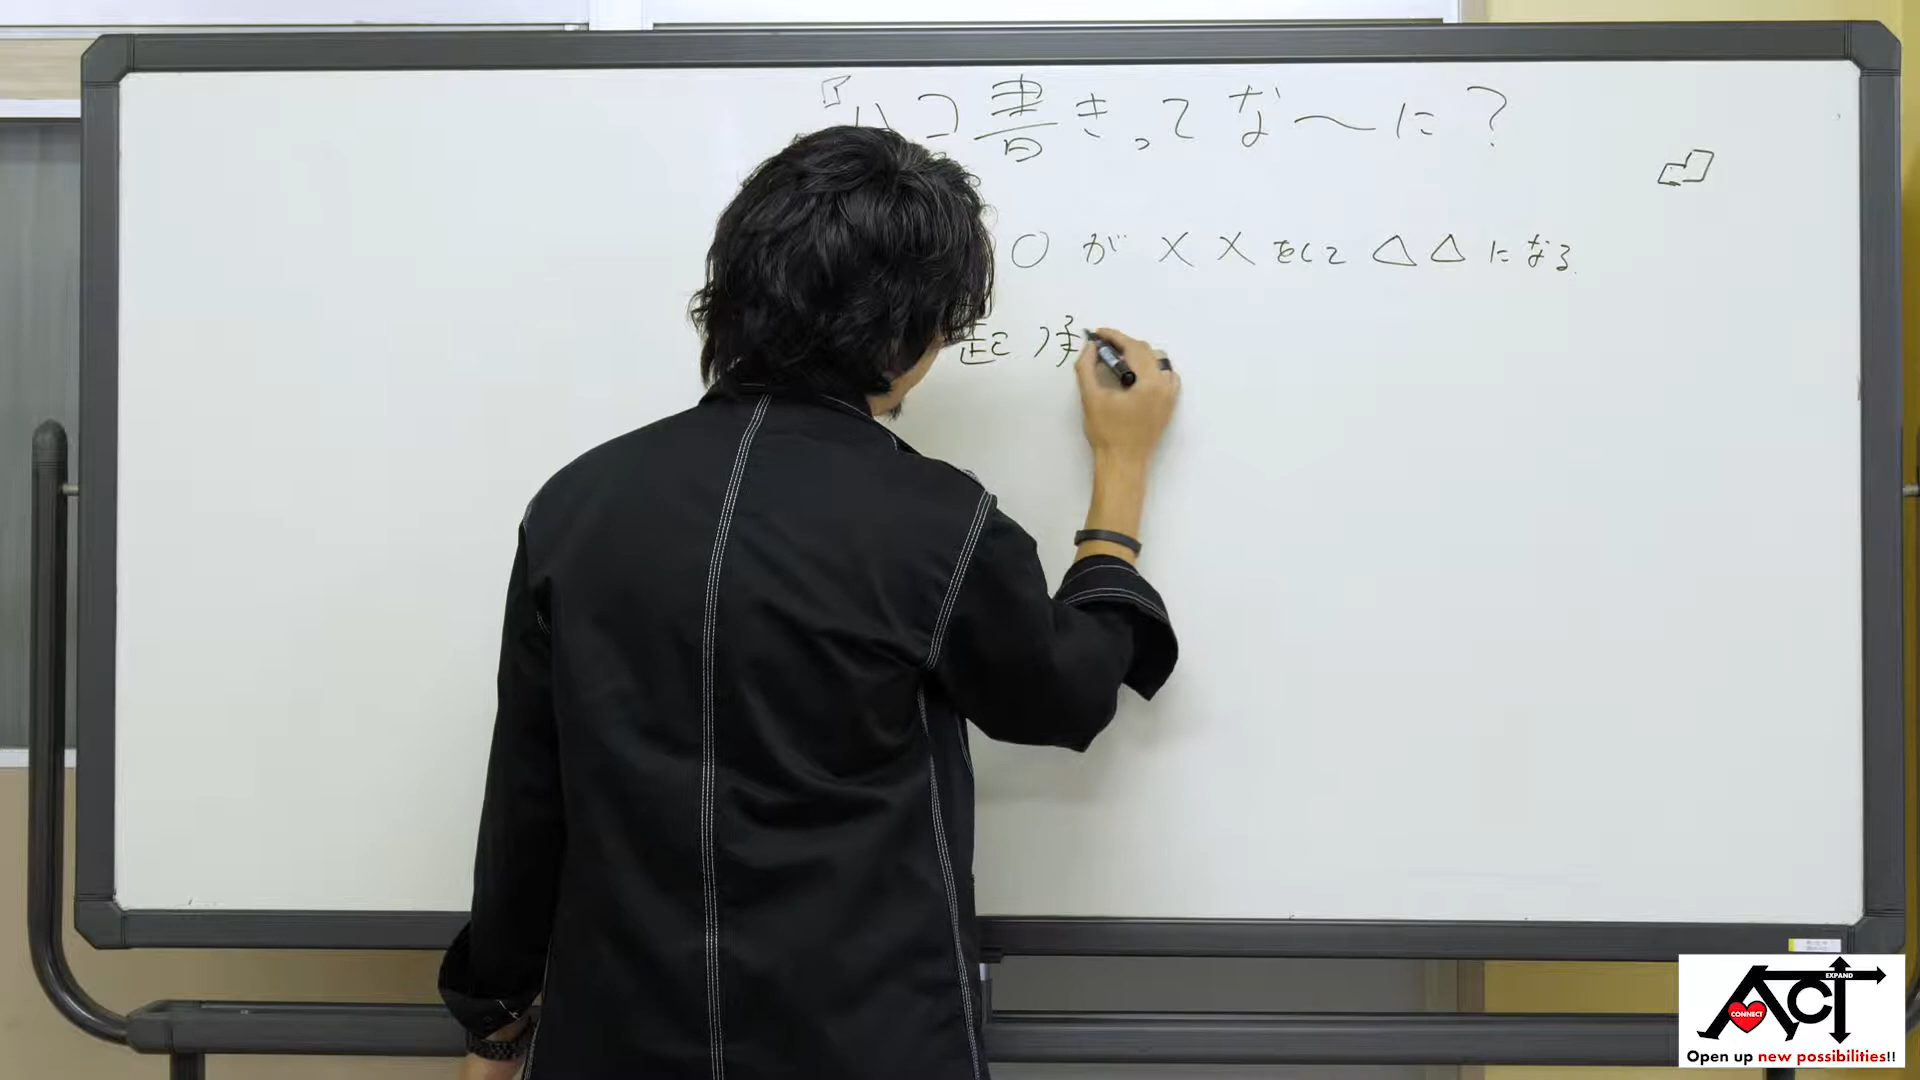 『ハコ書きってな〜に?』
〇が××をして△△になる.
起承
EXPAND
ACT
CONNECT
Open up new possibilities!!